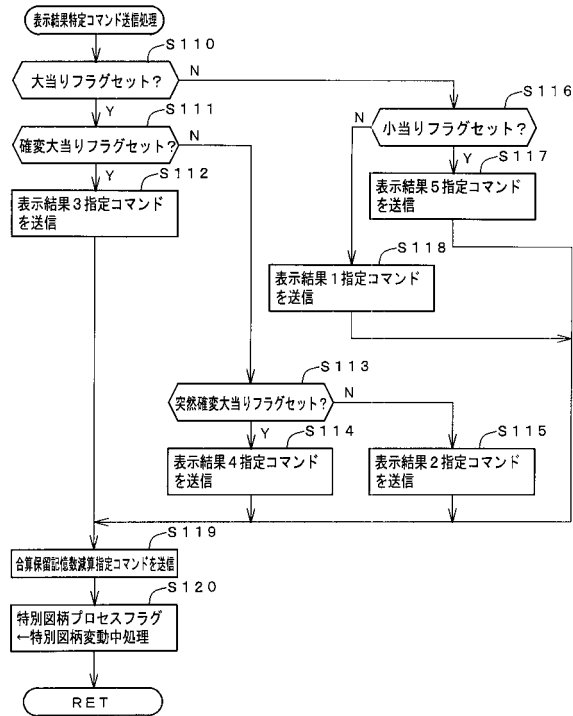 表示結果特定コマンド送信処理
S110
大当りフラグセット?
N
Y
S111
確変大当りフラグセット?
N
Y
S112
表示結果3指定コマンド
を送信
S116
小当りフラグセット?
N
Y
S117
表示結果5指定コマンド
を送信
S118
表示結果1指定コマンド
を送信
S113
突然確変大当りフラグセット?
N
Y
S114
表示結果4指定コマンド
を送信
S115
表示結果2指定コマンド
を送信
S119
合算保留記憶数減算指定コマンドを送信
S120
特別図柄プロセスフラグ
←特別図柄変動中処理
RET